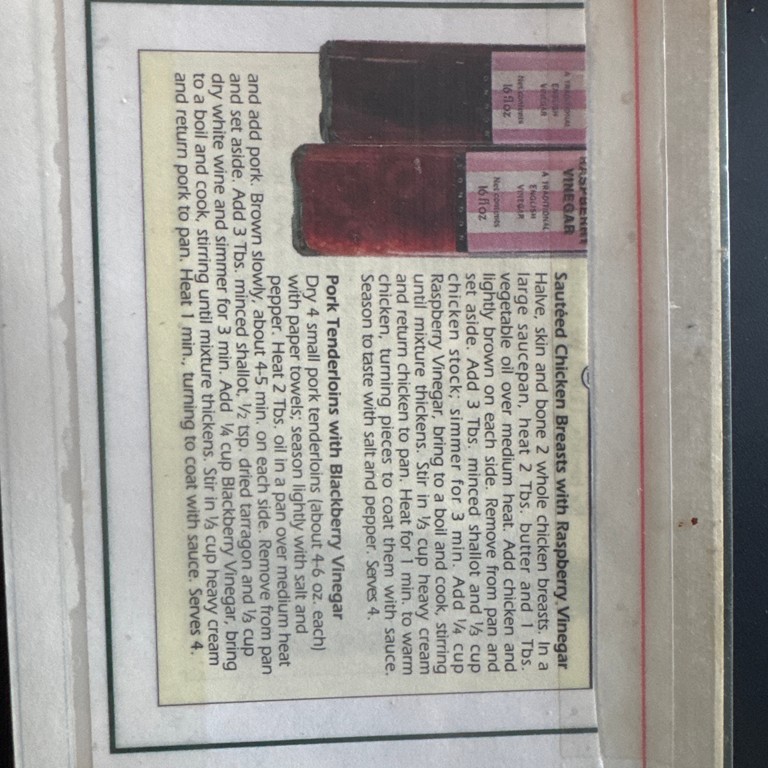 A TRADITIONAL
ENGLISH
VINEGAR
Net contents
16 fl oz
RASPBERRY
VINEGAR
A TRADITIONAL
ENGLISH
VINEGAR
Net contents
16 fl oz
Sautéed Chicken Breasts with Raspberry Vinegar
Halve, skin and bone 2 whole chicken breasts. In a
large saucepan, heat 2 Tbs. butter and 1 Tbs.
vegetable oil over medium heat. Add chicken and
lightly brown on each side. Remove from pan and
set aside. Add 3 Tbs. minced shallot and ⅓ cup
chicken stock; simmer for 3 min. Add ¼ cup
Raspberry Vinegar, bring to a boil and cook, stirring
until mixture thickens. Stir in ⅓ cup heavy cream
and return chicken to pan. Heat for 1 min. to warm
chicken, turning pieces to coat them with sauce.
Season to taste with salt and pepper. Serves 4.
Pork Tenderloins with Blackberry Vinegar
Dry 4 small pork tenderloins (about 4-6 oz. each)
with paper towels; season lightly with salt and
pepper. Heat 2 Tbs. oil in a pan over medium heat
and add pork. Brown slowly, about 4-5 min. on each side. Remove from pan
and set aside. Add 3 Tbs. minced shallot, ½ tsp. dried tarragon and ⅓ cup
dry white wine and simmer for 3 min. Add ¼ cup Blackberry Vinegar, bring
to a boil and cook, stirring until mixture thickens. Stir in ⅓ cup heavy cream
and return pork to pan. Heat 1 min., turning to coat with sauce. Serves 4.